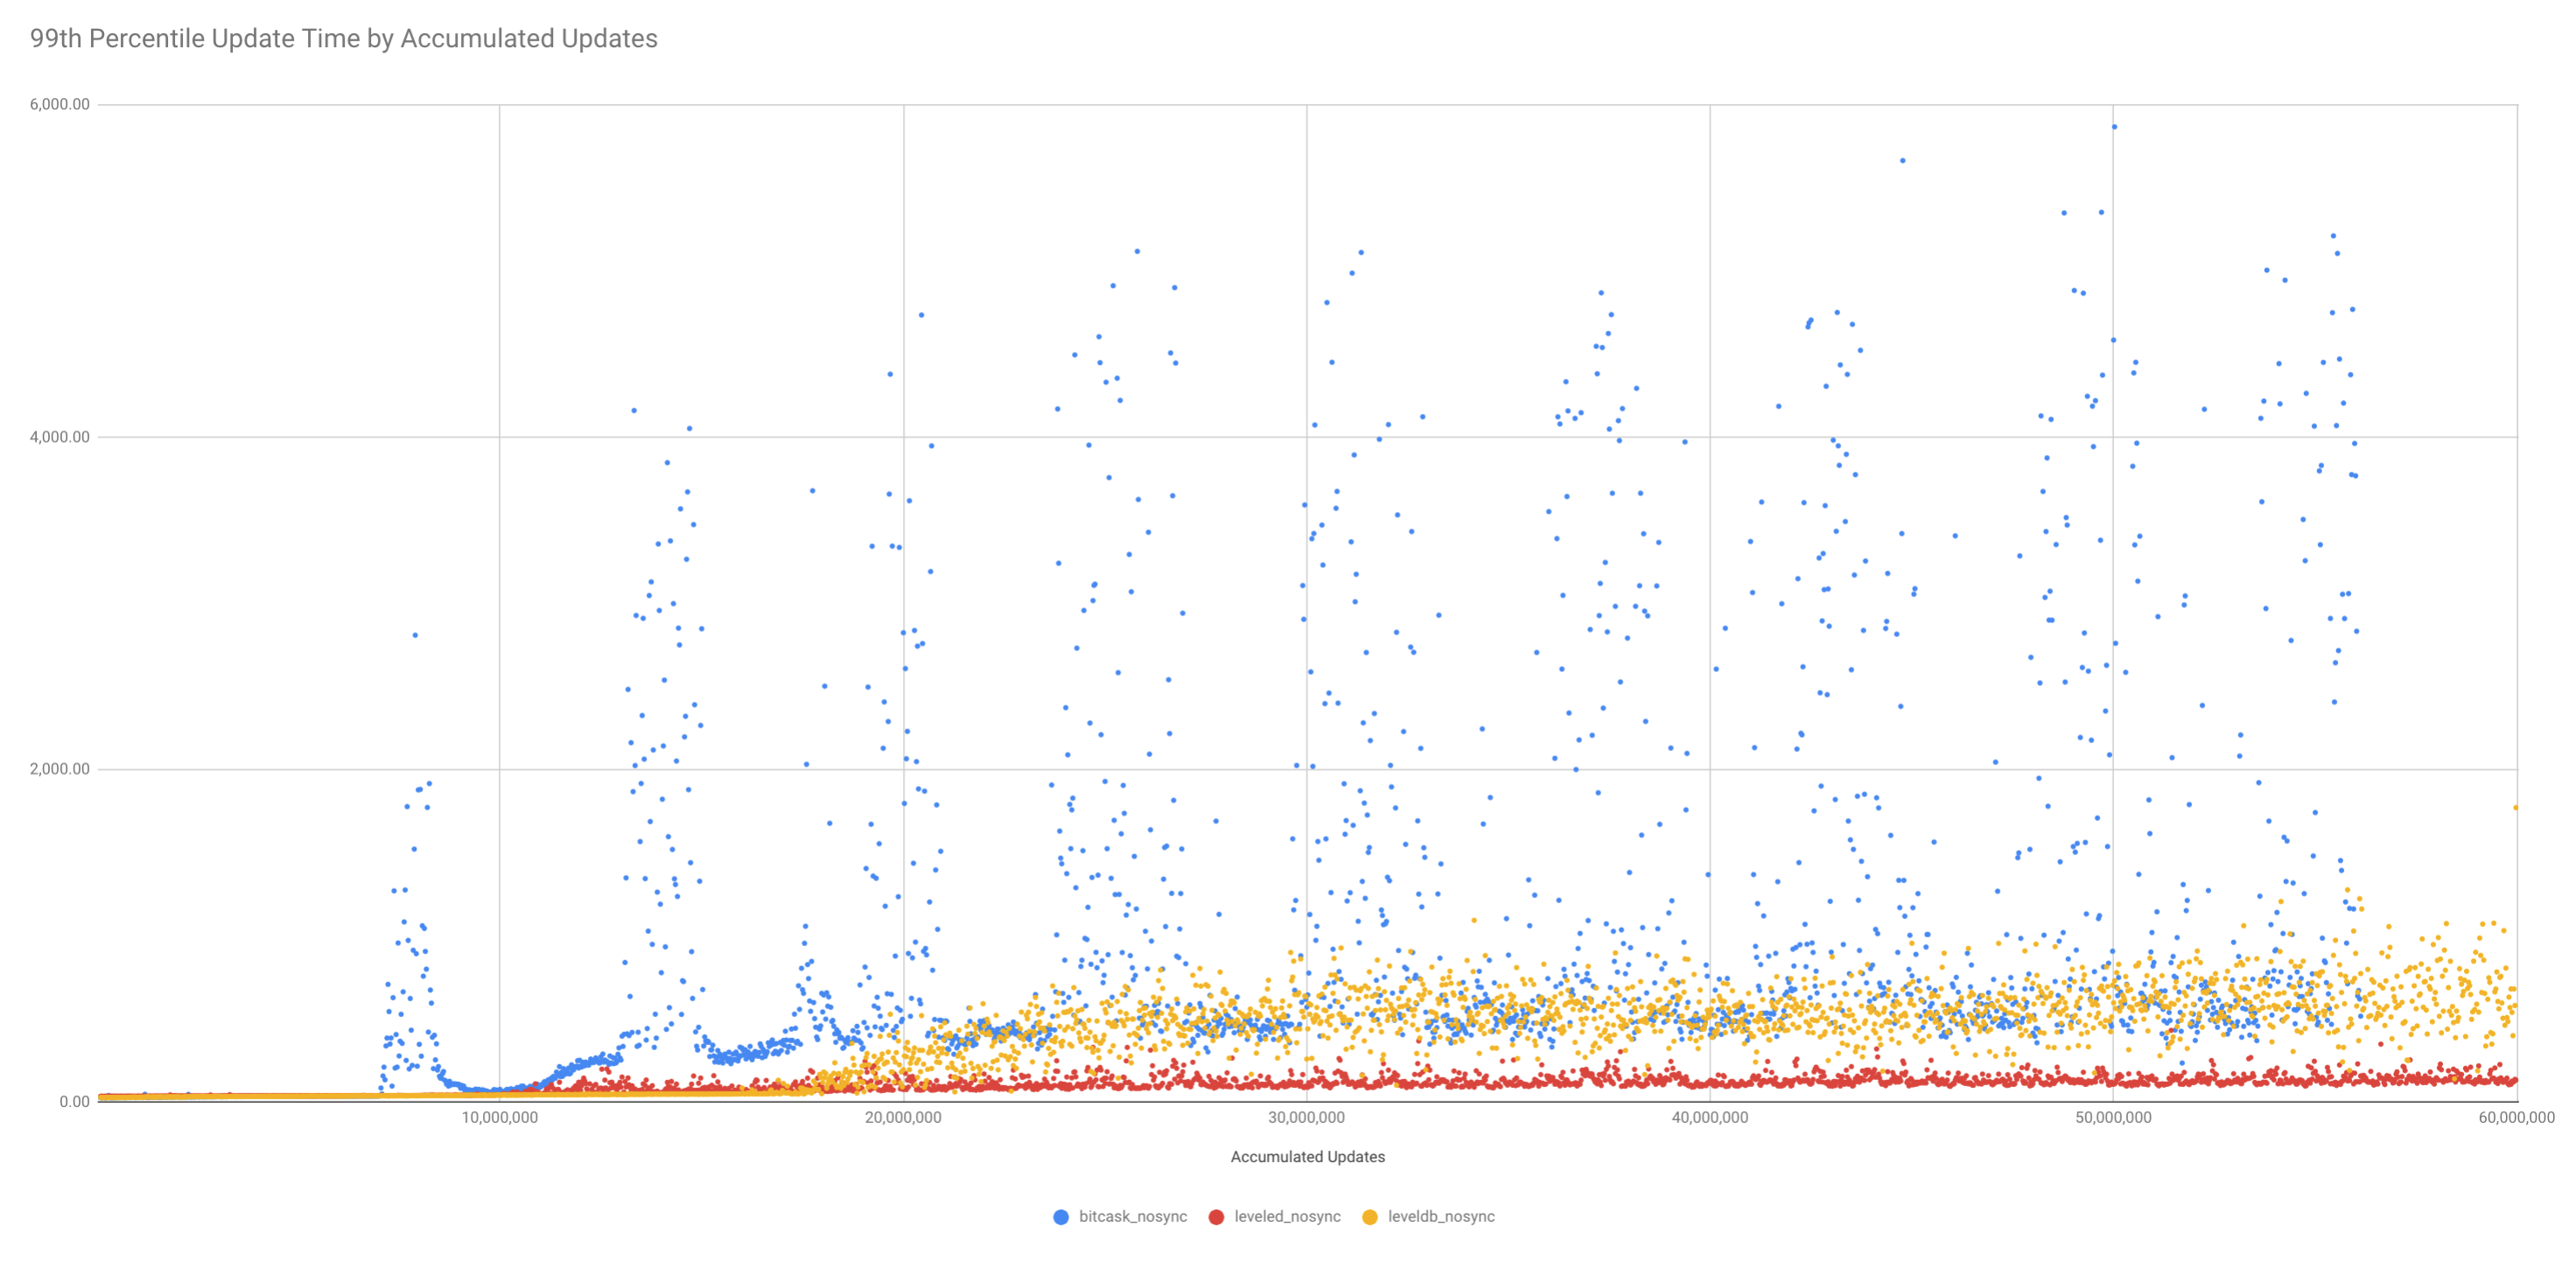 99th Percentile Update Time by Accumulated Updates
6,000.00
4,000.00
2,000.00
0.00
10,000,000 20,000,000 30,000,000 40,000,000 50,000,000 60,000,000
Accumulated Updates
bitcask_nosync leveled_nosync leveldb_nosync